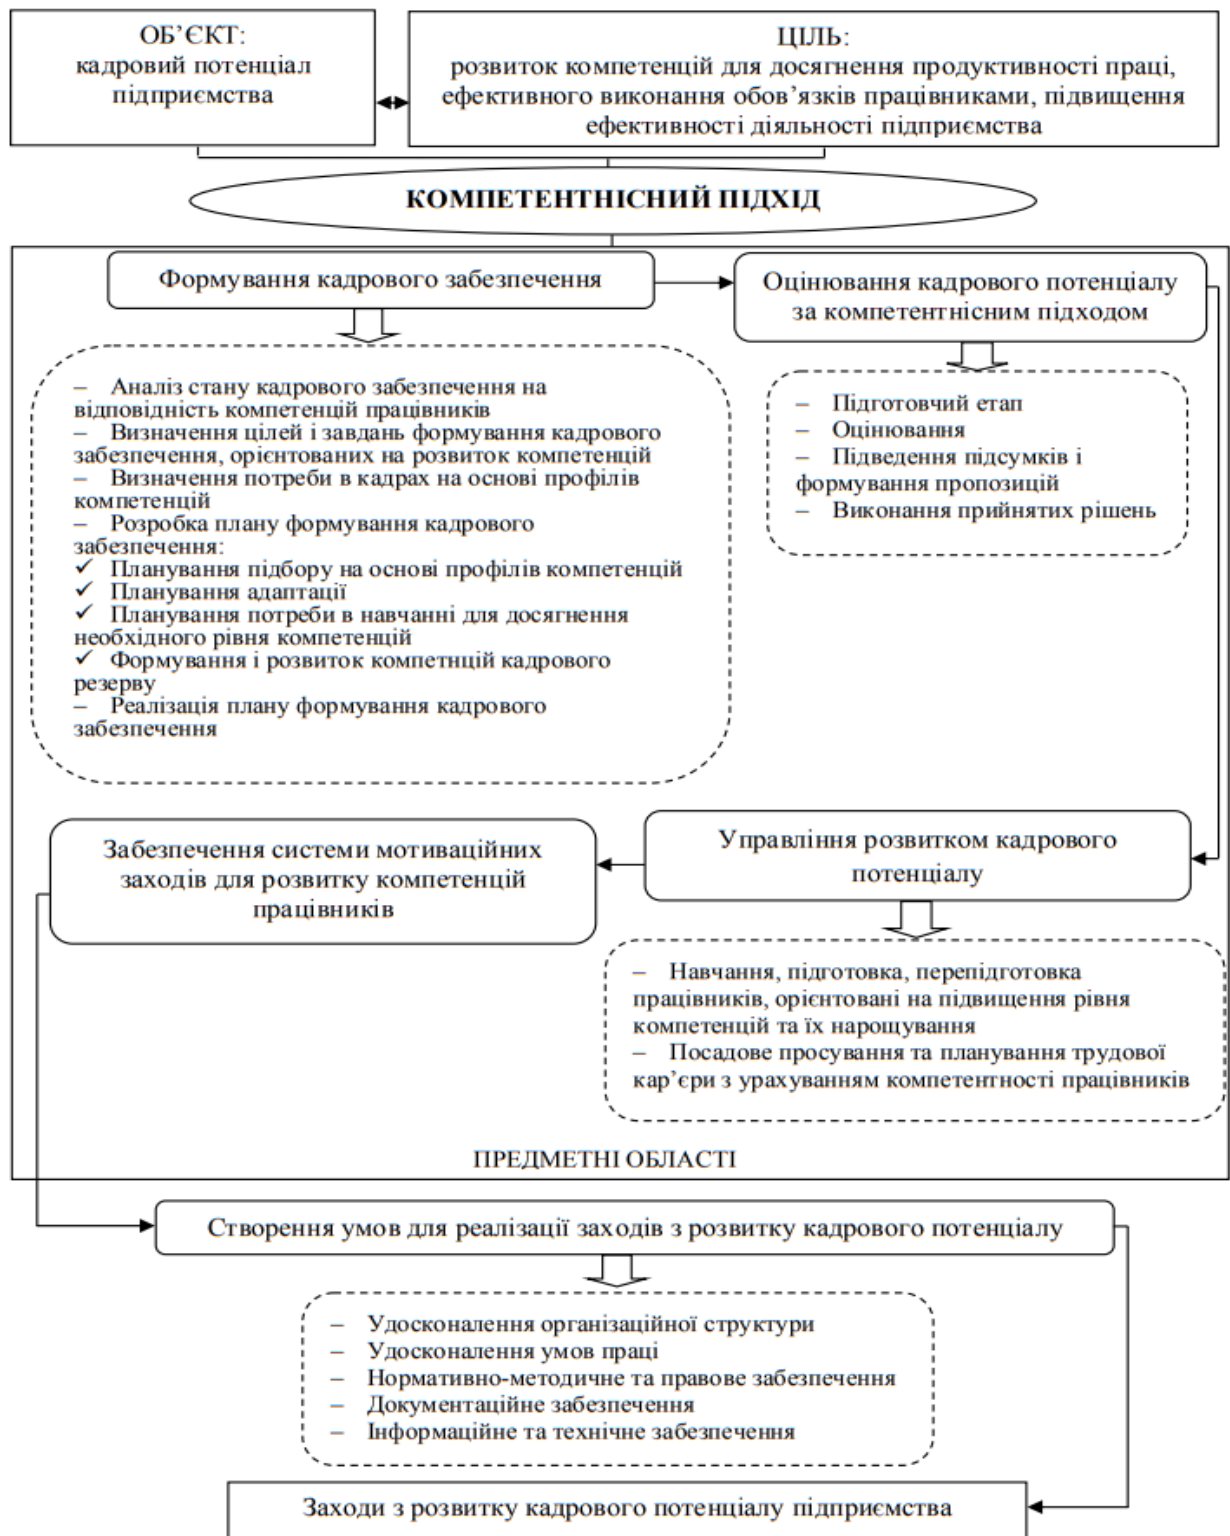 ОБ’ЄКТ:
кадровий потенціал
підприємства
ЦІЛЬ:
розвиток компетенцій для досягнення продуктивності праці,
ефективного виконання обов’язків працівниками, підвищення
ефективності діяльності підприємства
КОМПЕТЕНТНІСНИЙ ПІДХІД
Формування кадрового забезпечення
Оцінювання кадрового потенціалу
за компетентнісним підходом
– Аналіз стану кадрового забезпечення на
відповідність компетенцій працівників
– Визначення цілей і завдань формування кадрового
забезпечення, орієнтованих на розвиток компетенцій
– Визначення потреби в кадрах на основі профілів
компетенцій
– Розробка плану формування кадрового
забезпечення:
✓ Планування підбору на основі профілів компетенцій
✓ Планування адаптації
✓ Планування потреби в навчанні для досягнення
необхідного рівня компетенцій
✓ Формування і розвиток компетнцій кадрового
резерву
– Реалізація плану формування кадрового
забезпечення
– Підготовчий етап
– Оцінювання
– Підведення підсумків і
формування пропозицій
– Виконання прийнятих рішень
Забезпечення системи мотиваційних
заходів для розвитку компетенцій
працівників
Управління розвитком кадрового
потенціалу
– Навчання, підготовка, перепідготовка
працівників, орієнтовані на підвищення рівня
компетенцій та їх нарощування
– Посадове просування та планування трудової
кар’єри з урахуванням компетентності працівників
ПРЕДМЕТНІ ОБЛАСТІ
Створення умов для реалізації заходів з розвитку кадрового потенціалу
– Удосконалення організаційної структури
– Удосконалення умов праці
– Нормативно-методичне та правове забезпечення
– Документаційне забезпечення
– Інформаційне та технічне забезпечення
Заходи з розвитку кадрового потенціалу підприємства